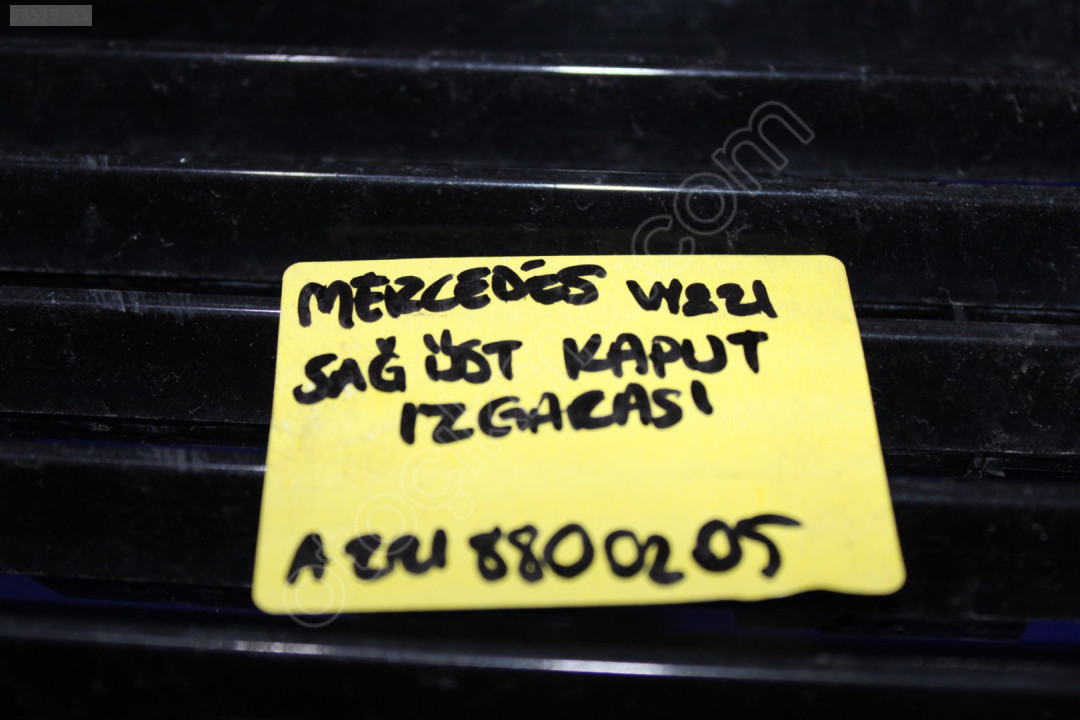 MERCEDES W221
SAĞ ÜST KAPUT
IZGARASI
A 221 880 02 05